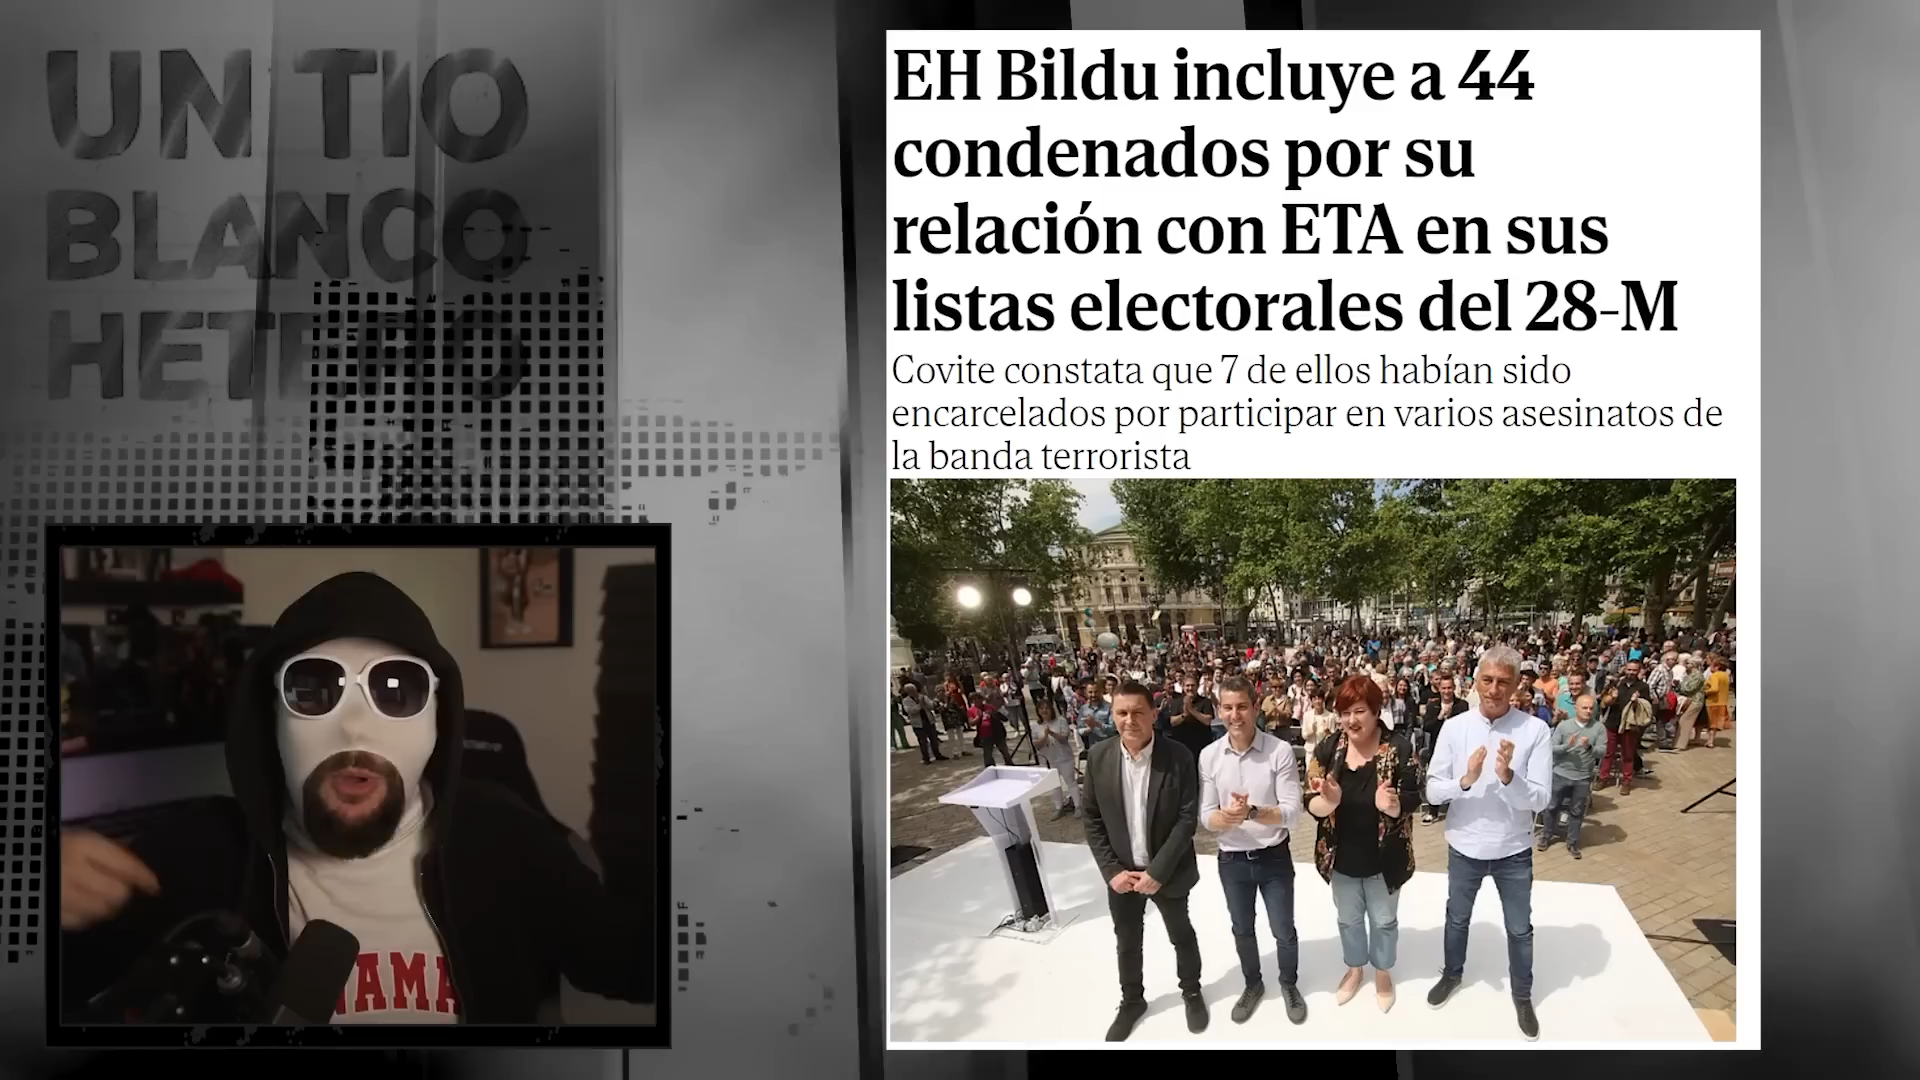 UN TIO
BLANCO
HETERO
EH Bildu incluye a 44
condenados por su
relación con ETA en sus
listas electorales del 28-M
Covite constata que 7 de ellos habían sido
encarcelados por participar en varios asesinatos de
la banda terrorista